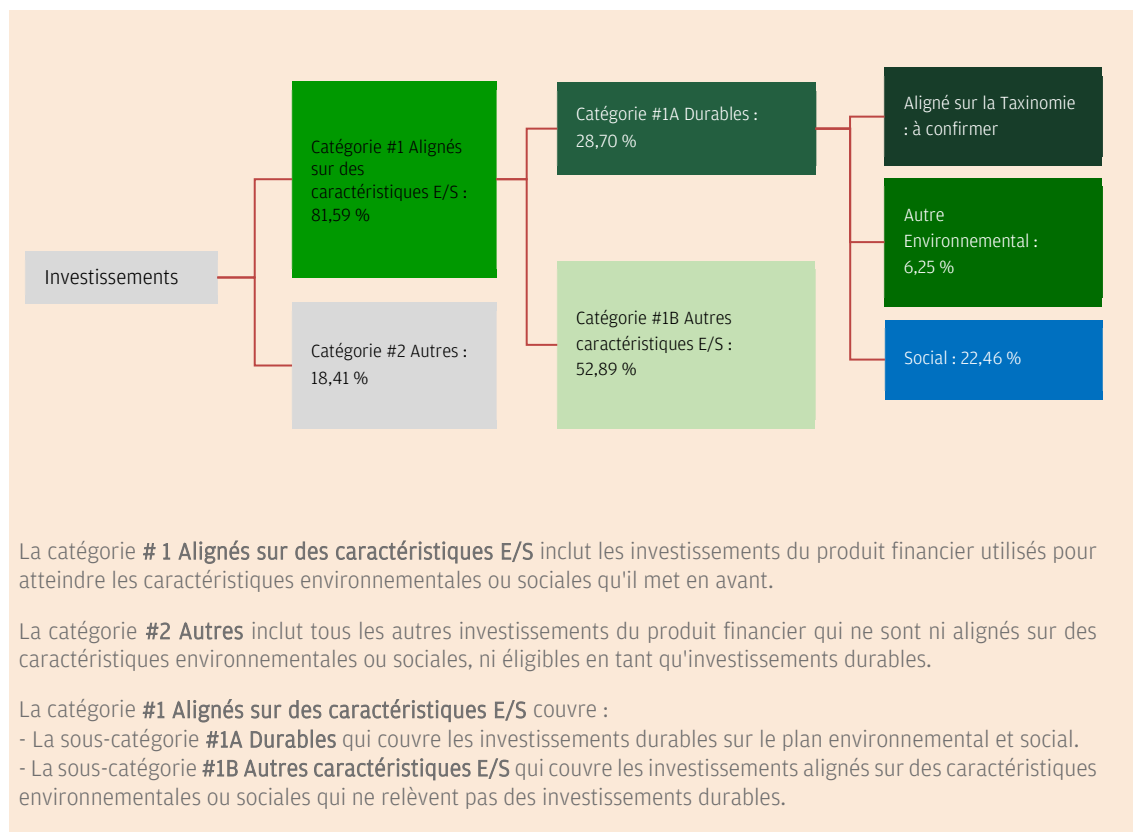 Investissements
Catégorie #1 Alignés
sur des
caractéristiques E/S :
81,59 %
Catégorie #2 Autres :
18,41 %
Catégorie #1A Durables :
28,70 %
Catégorie #1B Autres
caractéristiques E/S :
52,89 %
Aligné sur la Taxinomie
: à confirmer
Autre
Environnemental :
6,25 %
Social : 22,46 %
La catégorie # 1 Alignés sur des caractéristiques E/S inclut les investissements du produit financier utilisés pour
atteindre les caractéristiques environnementales ou sociales qu'il met en avant.
La catégorie #2 Autres inclut tous les autres investissements du produit financier qui ne sont ni alignés sur des
caractéristiques environnementales ou sociales, ni éligibles en tant qu'investissements durables.
La catégorie #1 Alignés sur des caractéristiques E/S couvre :
- La sous-catégorie #1A Durables qui couvre les investissements durables sur le plan environnemental et social.
- La sous-catégorie #1B Autres caractéristiques E/S qui couvre les investissements alignés sur des caractéristiques
environnementales ou sociales qui ne relèvent pas des investissements durables.